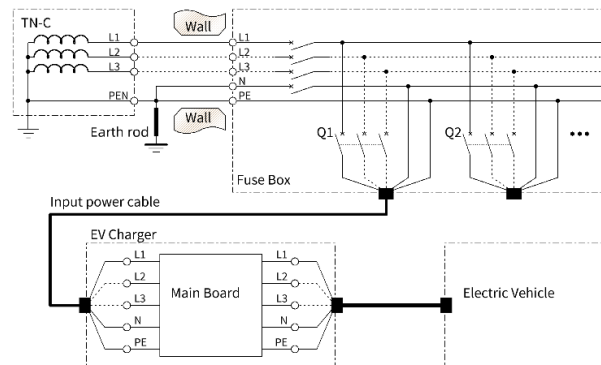 TN-C
L1
L2
L3
PEN
Wall
L1
L2
L3
N
PE
Wall
Earth rod
Q1
Q2
Fuse Box
Input power cable
EV Charger
L1
L2
L3
N
PE
Main Board
L1
L2
L3
N
PE
Electric Vehicle